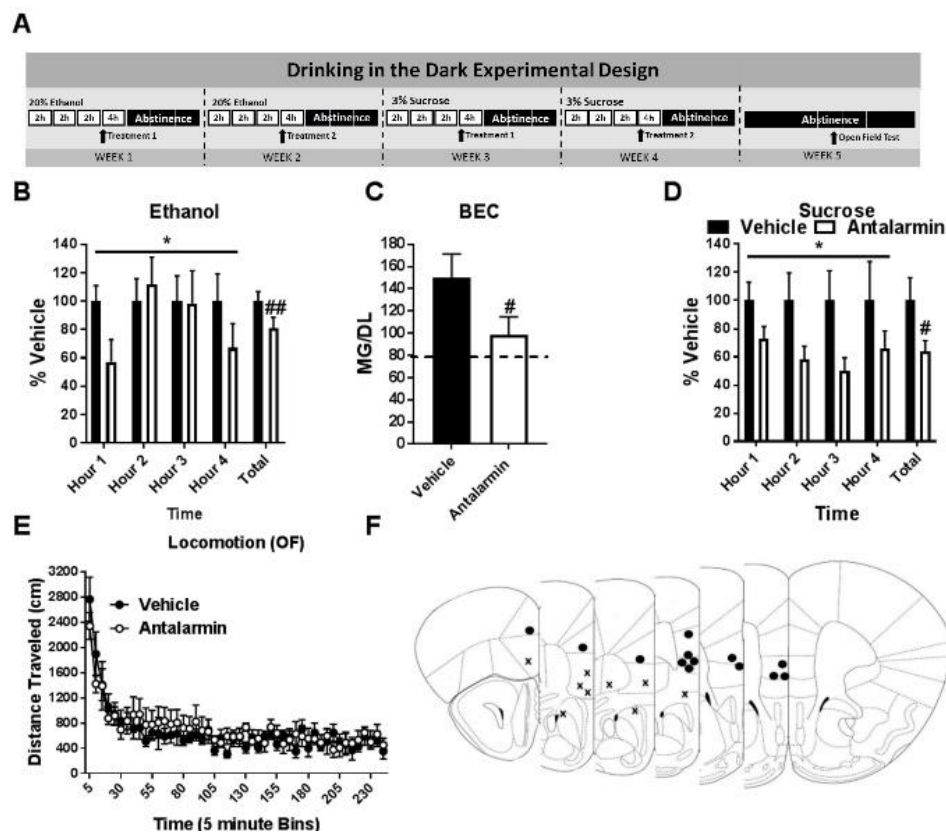 A
Drinking in the Dark Experimental Design
20% Ethanol
2h 2h 2h 4h Abstinence
Treatment 1
WEEK 1
20% Ethanol
2h 2h 2h 4h Abstinence
Treatment 2
WEEK 2
3% Sucrose
2h 2h 2h 4h Abstinence
Treatment 1
WEEK 3
3% Sucrose
2h 2h 2h 4h Abstinence
Treatment 2
WEEK 4
Abstinence
Open Field Test
WEEK 5
B
Ethanol
% Vehicle
140
120
100
80
60
40
20
0
*
##
Hour 1
Hour 2
Hour 3
Hour 4
Total
Time
C
BEC
MG/DL
180
160
140
120
100
80
60
40
20
0
#
Vehicle
Antalarmin
D
Sucrose
Vehicle Antalarmin
% Vehicle
140
120
100
80
60
40
20
0
*
#
Hour 1
Hour 2
Hour 3
Hour 4
Total
Time
E
Locomotion (OF)
Distance Traveled (cm)
3200
2800
2400
2000
1600
1200
800
400
0
Vehicle
Antalarmin
5
30
55
80
105
130
155
180
205
230
Time (5 minute Bins)
F
x
x
x
x
x
x
x
x
x
x